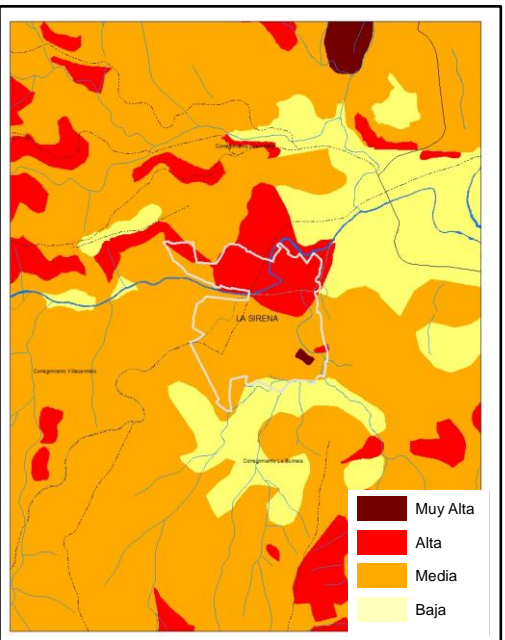 LA SIRENA
Corregimiento Villacarmelo
Corregimiento La Buitrera
Muy Alta
Alta
Media
Baja